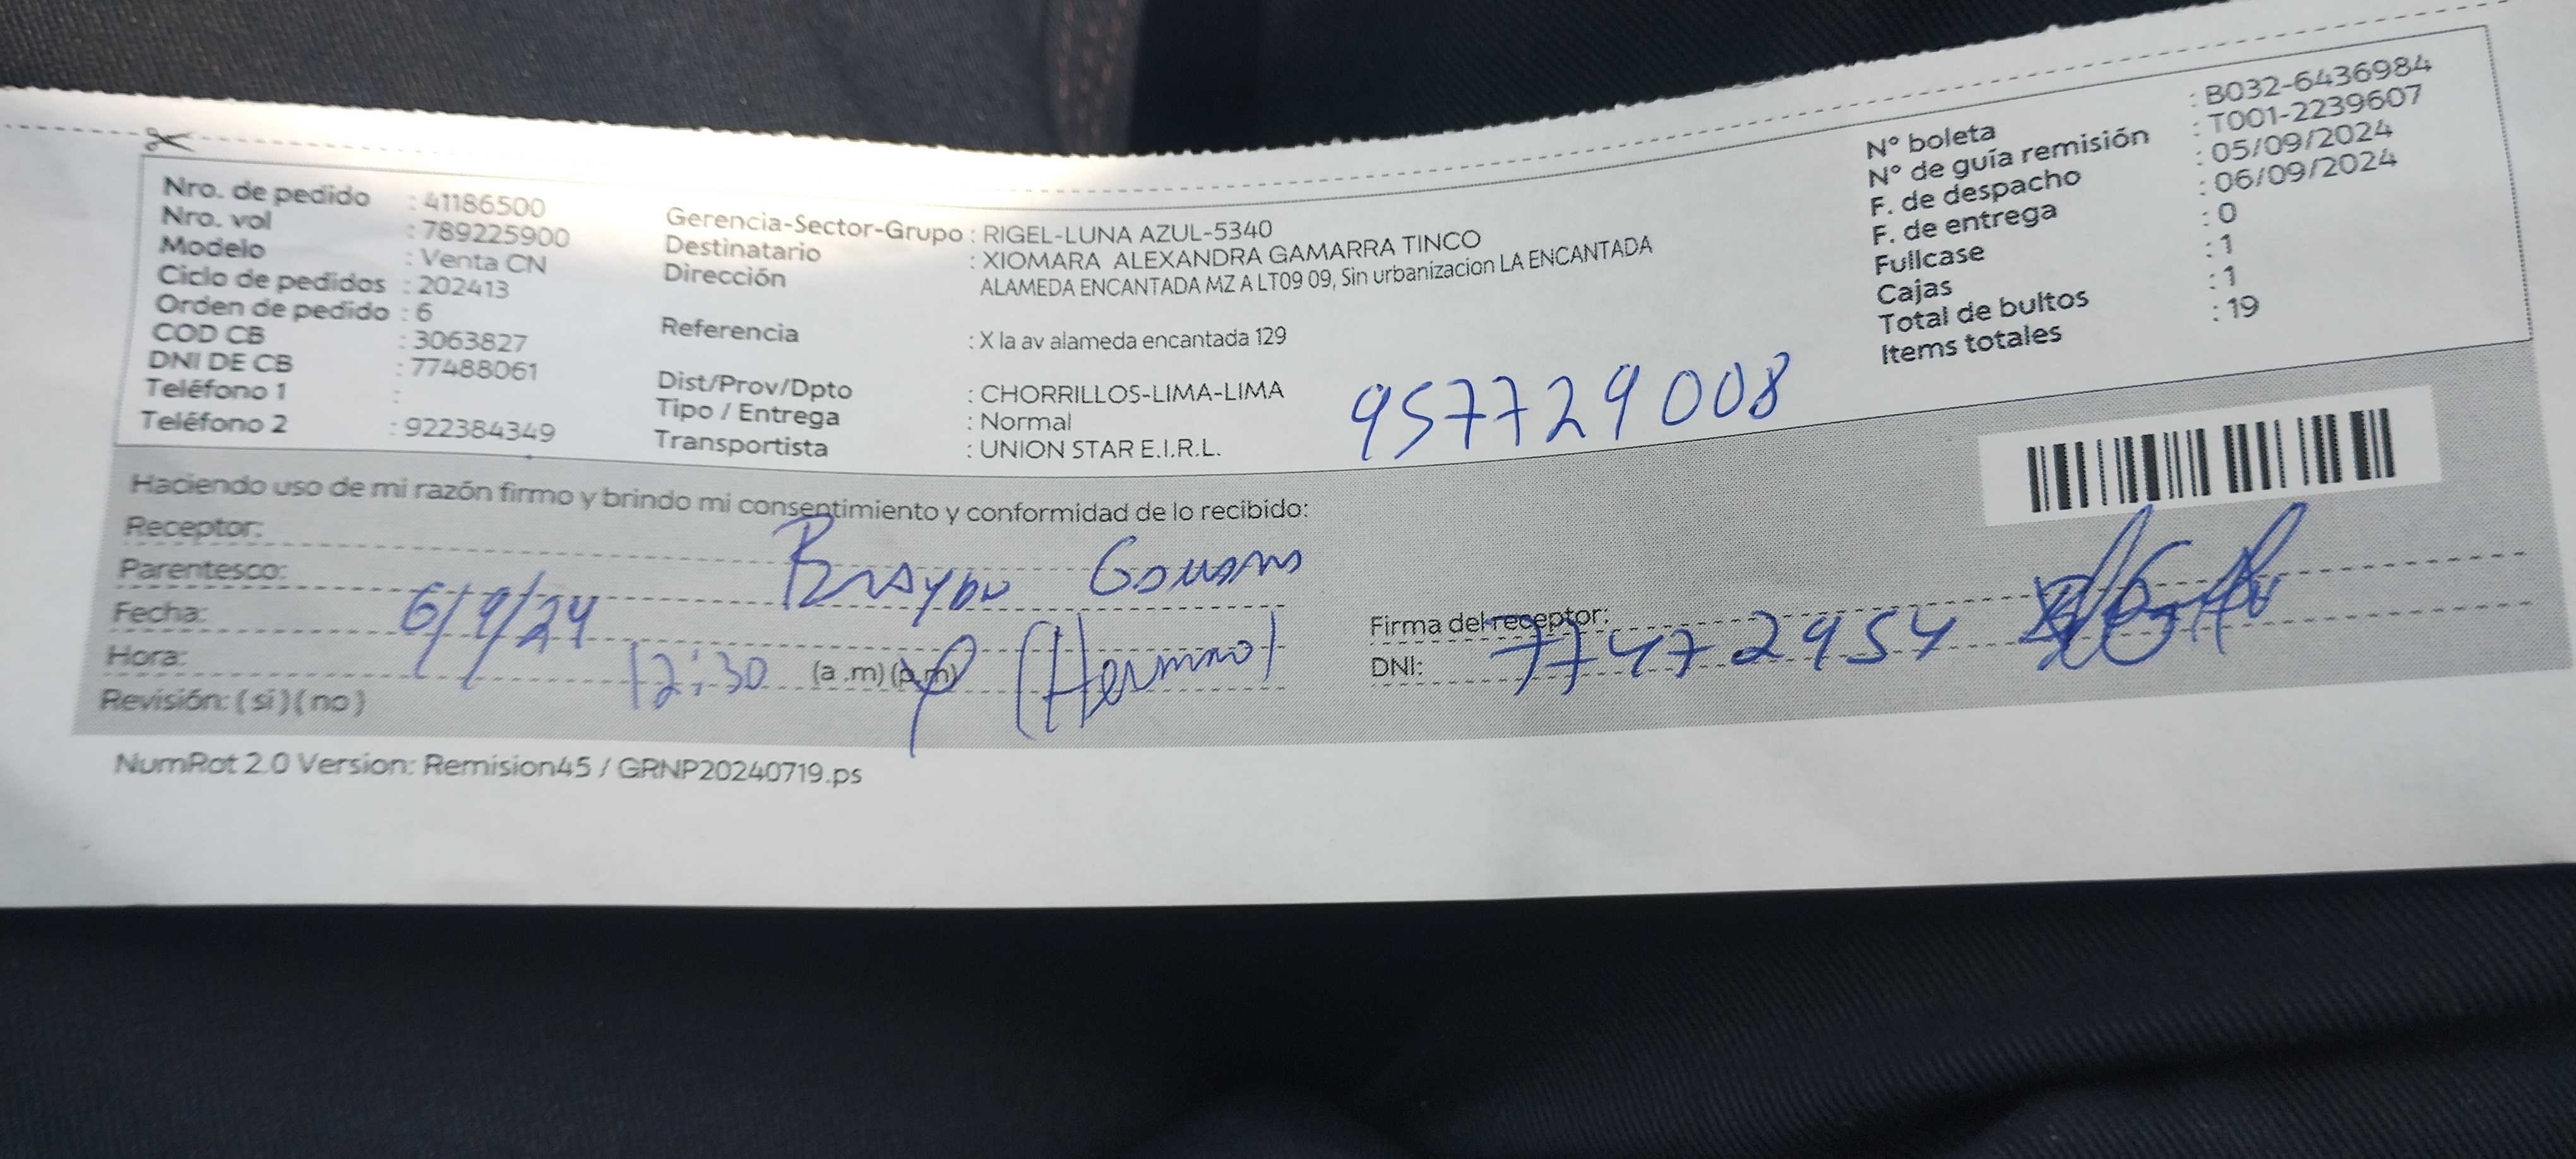 Nro. de pedido : 41186500
Nro. vol : 789225900
Modelo : Venta CN
Ciclo de pedidos : 202413
Orden de pedido : 6
COD CB : 3063827
DNI DE CB : 77488061
Teléfono 1 :
Teléfono 2 : 922384349
Gerencia-Sector-Grupo : RIGEL-LUNA AZUL-5340
Destinatario : XIOMARA ALEXANDRA GAMARRA TINCO
Dirección : ALAMEDA ENCANTADA MZ A LT09 09, Sin urbanizacion LA ENCANTADA
Referencia : X la av alameda encantada 129
Dist/Prov/Dpto : CHORRILLOS-LIMA-LIMA
Tipo / Entrega : Normal
Transportista : UNION STAR E.I.R.L.
957729008
N° boleta : B032-6436984
N° de guía remisión : T001-2239607
F. de despacho : 05/09/2024
F. de entrega : 06/09/2024
Fullcase : 0
Cajas : 1
Total de bultos : 1
Items totales : 19
Haciendo uso de mi razón firmo y brindo mi consentimiento y conformidad de lo recibido:
Receptor:
Parentesco:
Fecha: 6/9/24
Hora: 12:30 (a.m) (p.m) (Hermano)
Revisión: ( si ) ( no )
Firma del receptor:
DNI: 77472954
NumRot 2.0 Version: Remision45 / GRNP20240719.ps